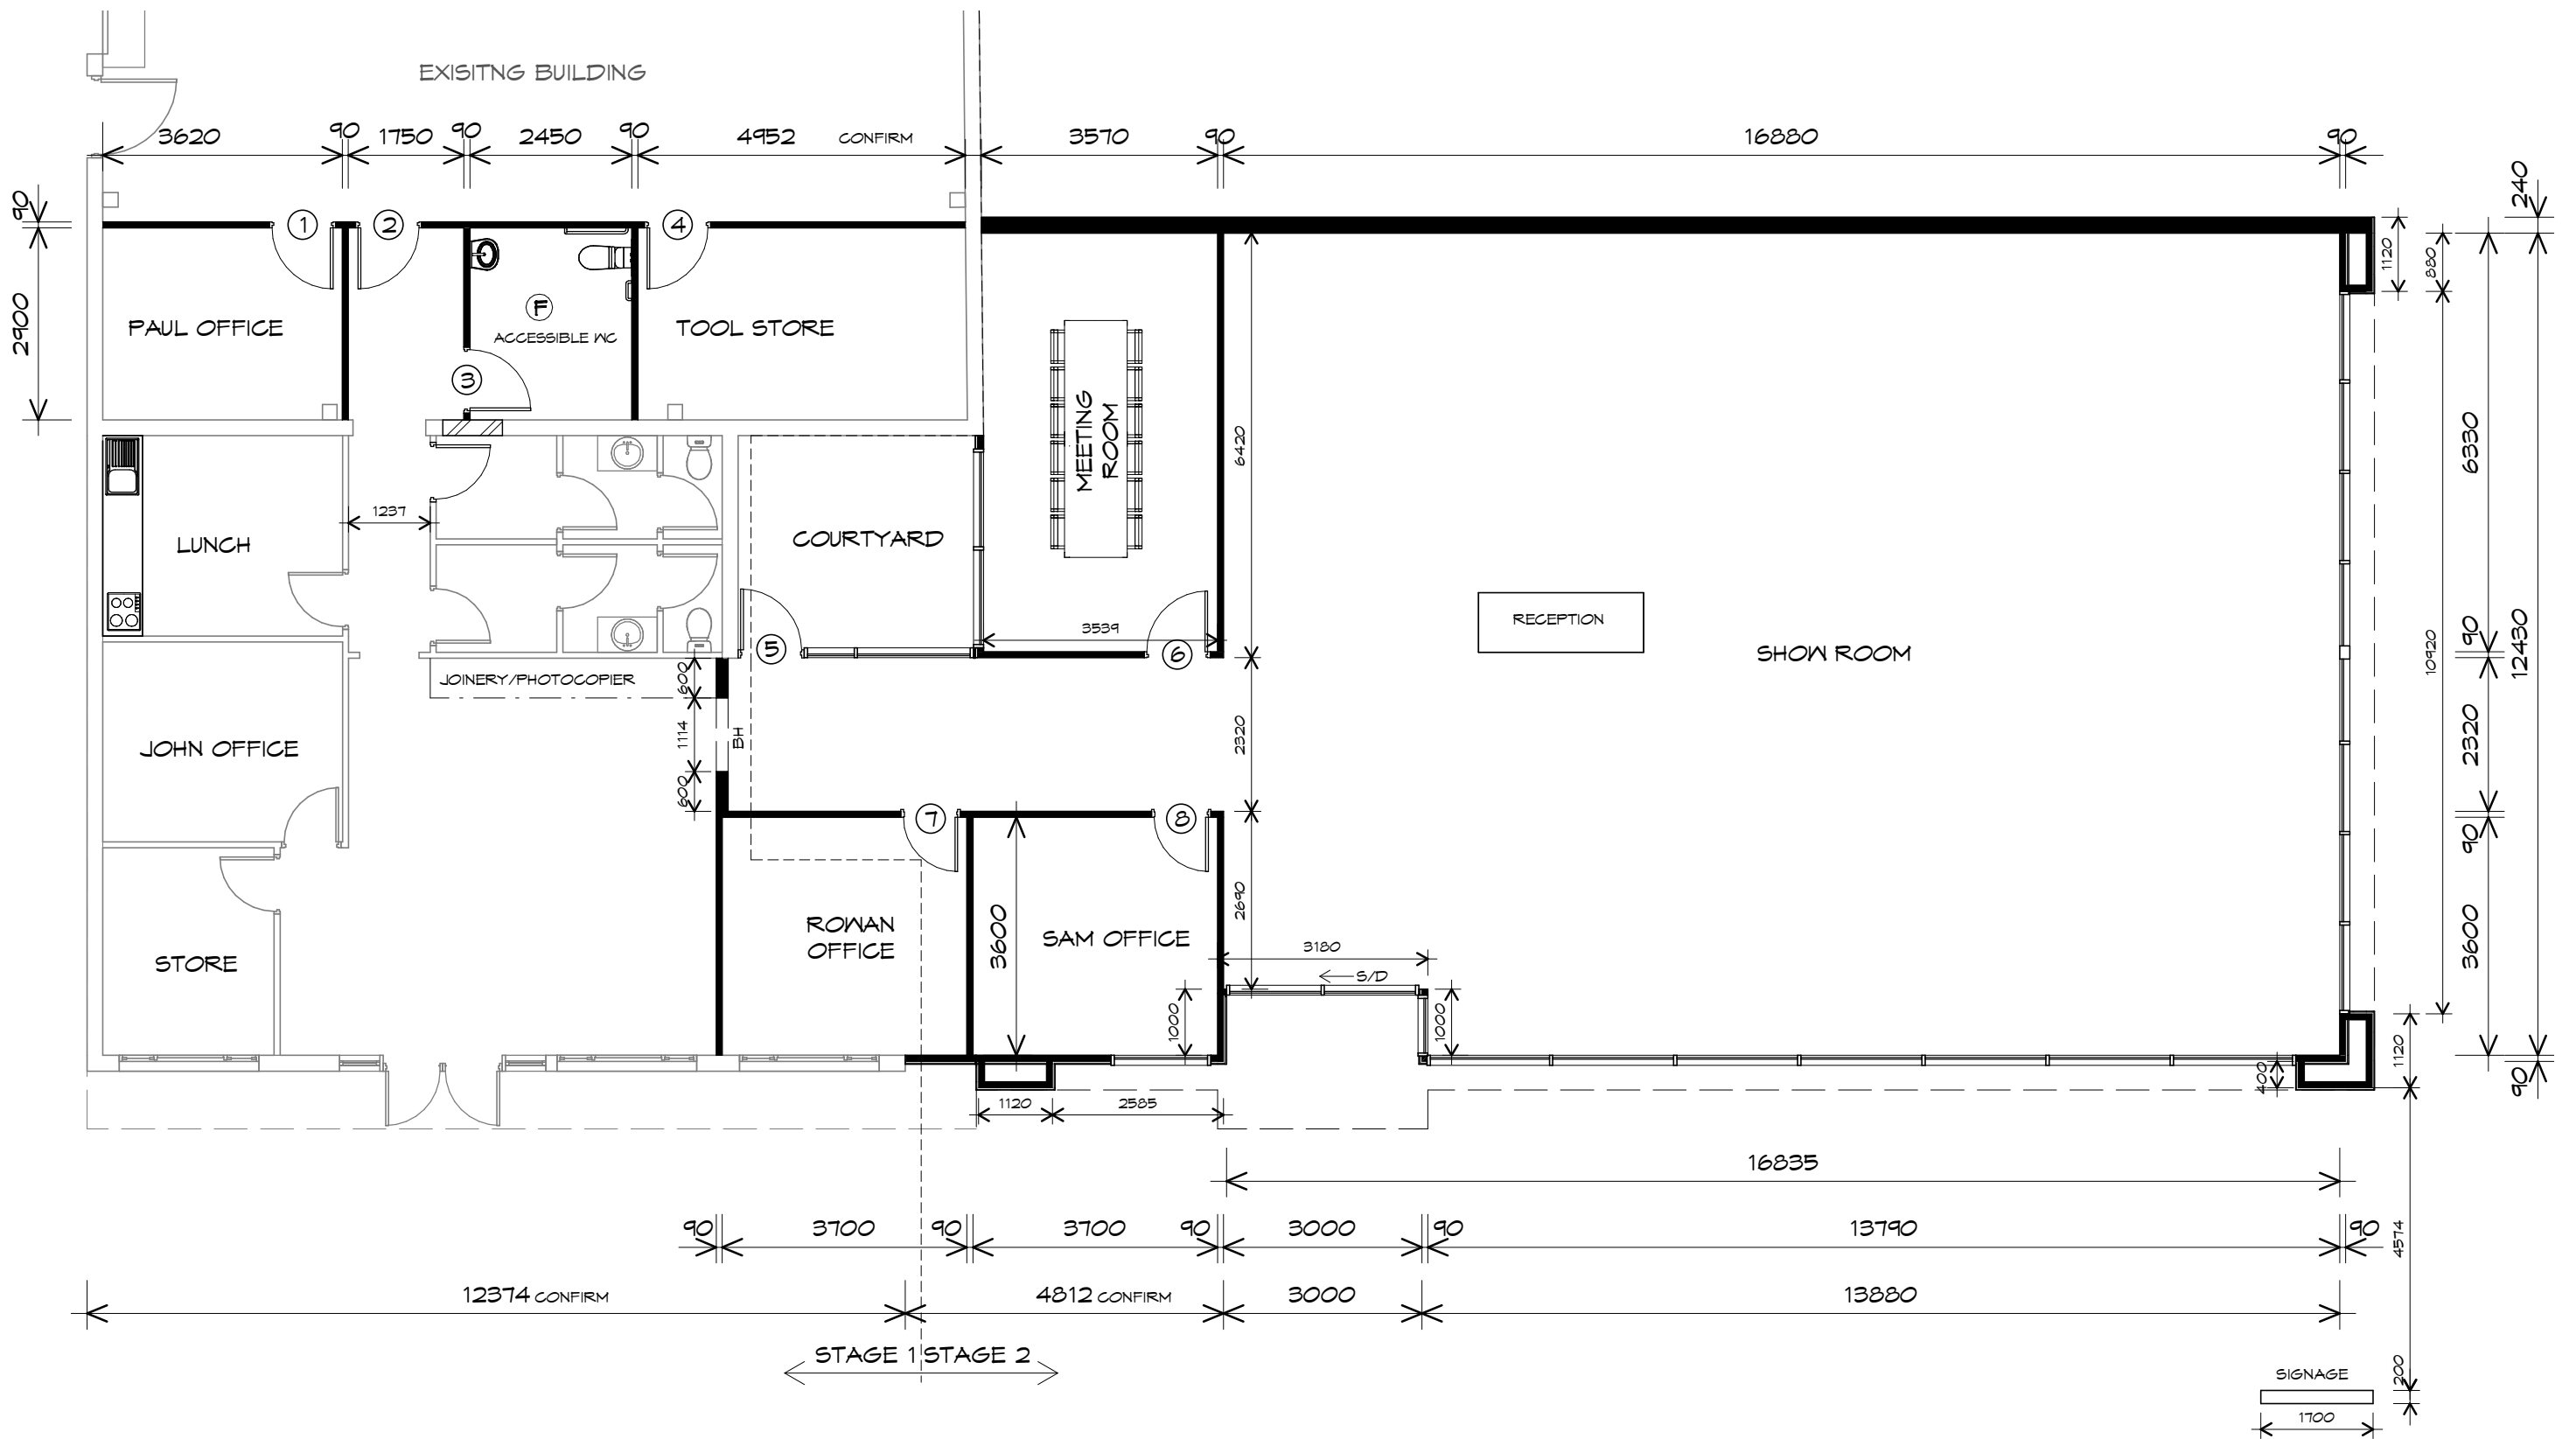 EXISITNG BUILDING
3620
90
1750
90
2450
90
4952
CONFIRM
3570
90
16880
90
240
90
2900
1
2
4
F
ACCESSIBLE WC
3
PAUL OFFICE
TOOL STORE
1120
880
MEETING
ROOM
6420
6330
LUNCH
1237
COURTYARD
3539
5
6
RECEPTION
SHOW ROOM
10920
90
12430
JOINERY/PHOTOCOPIER
600
1114
BH
600
2320
2320
JOHN OFFICE
7
8
90
ROWAN
OFFICE
3600
SAM OFFICE
2690
3600
STORE
3180
S/D
1000
1000
400
1120
90
1120
2585
16835
90
3700
90
3700
90
3000
90
13790
90
4574
12374 CONFIRM
4812 CONFIRM
3000
13880
STAGE 1 STAGE 2
SIGNAGE
200
1700